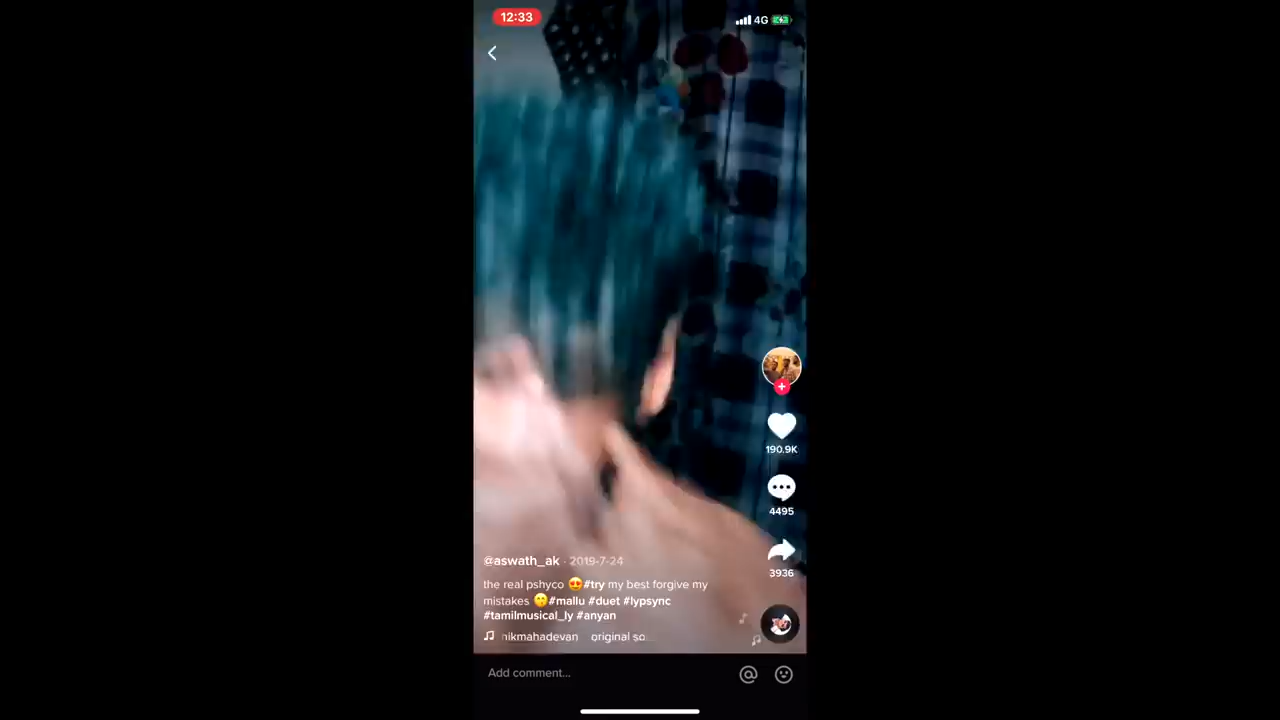 12:33
4G
190.9K
4495
3936
@aswath_ak · 2019-7-24
the real pshyco 😍#try my best forgive my
mistakes 🤫#mallu #duet #lypsync
#tamilmusical_ly #anyan
nikmahadevan original so...
Add comment...